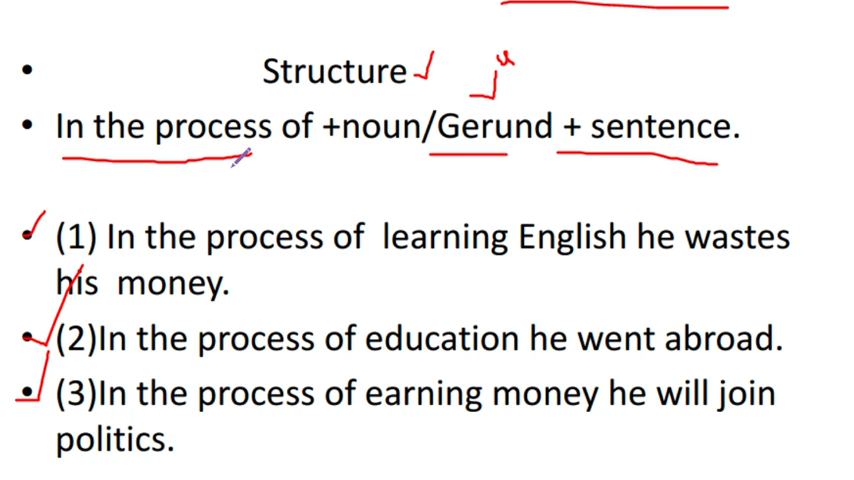 • Structure
• In the process of +noun/Gerund + sentence.
• (1) In the process of learning English he wastes
his money.
• (2)In the process of education he went abroad.
• (3)In the process of earning money he will join
politics.